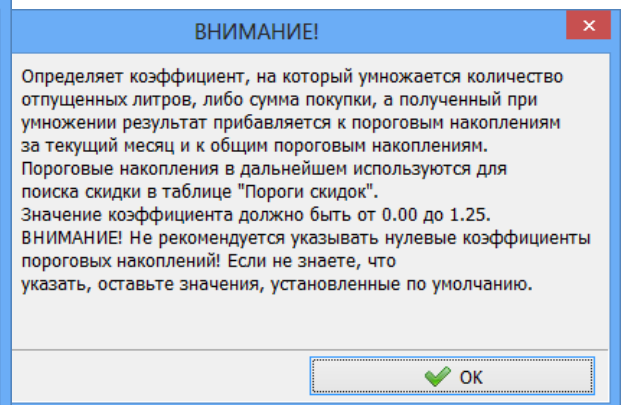 ВНИМАНИЕ!
Определяет коэффициент, на который умножается количество
отпущенных литров, либо сумма покупки, а полученный при
умножении результат прибавляется к пороговым накоплениям
за текущий месяц и к общим пороговым накоплениям.
Пороговые накопления в дальнейшем используются для
поиска скидки в таблице "Пороги скидок".
Значение коэффициента должно быть от 0.00 до 1.25.
ВНИМАНИЕ! Не рекомендуется указывать нулевые коэффициенты
пороговых накоплений! Если не знаете, что
указать, оставьте значения, установленные по умолчанию.
ОК